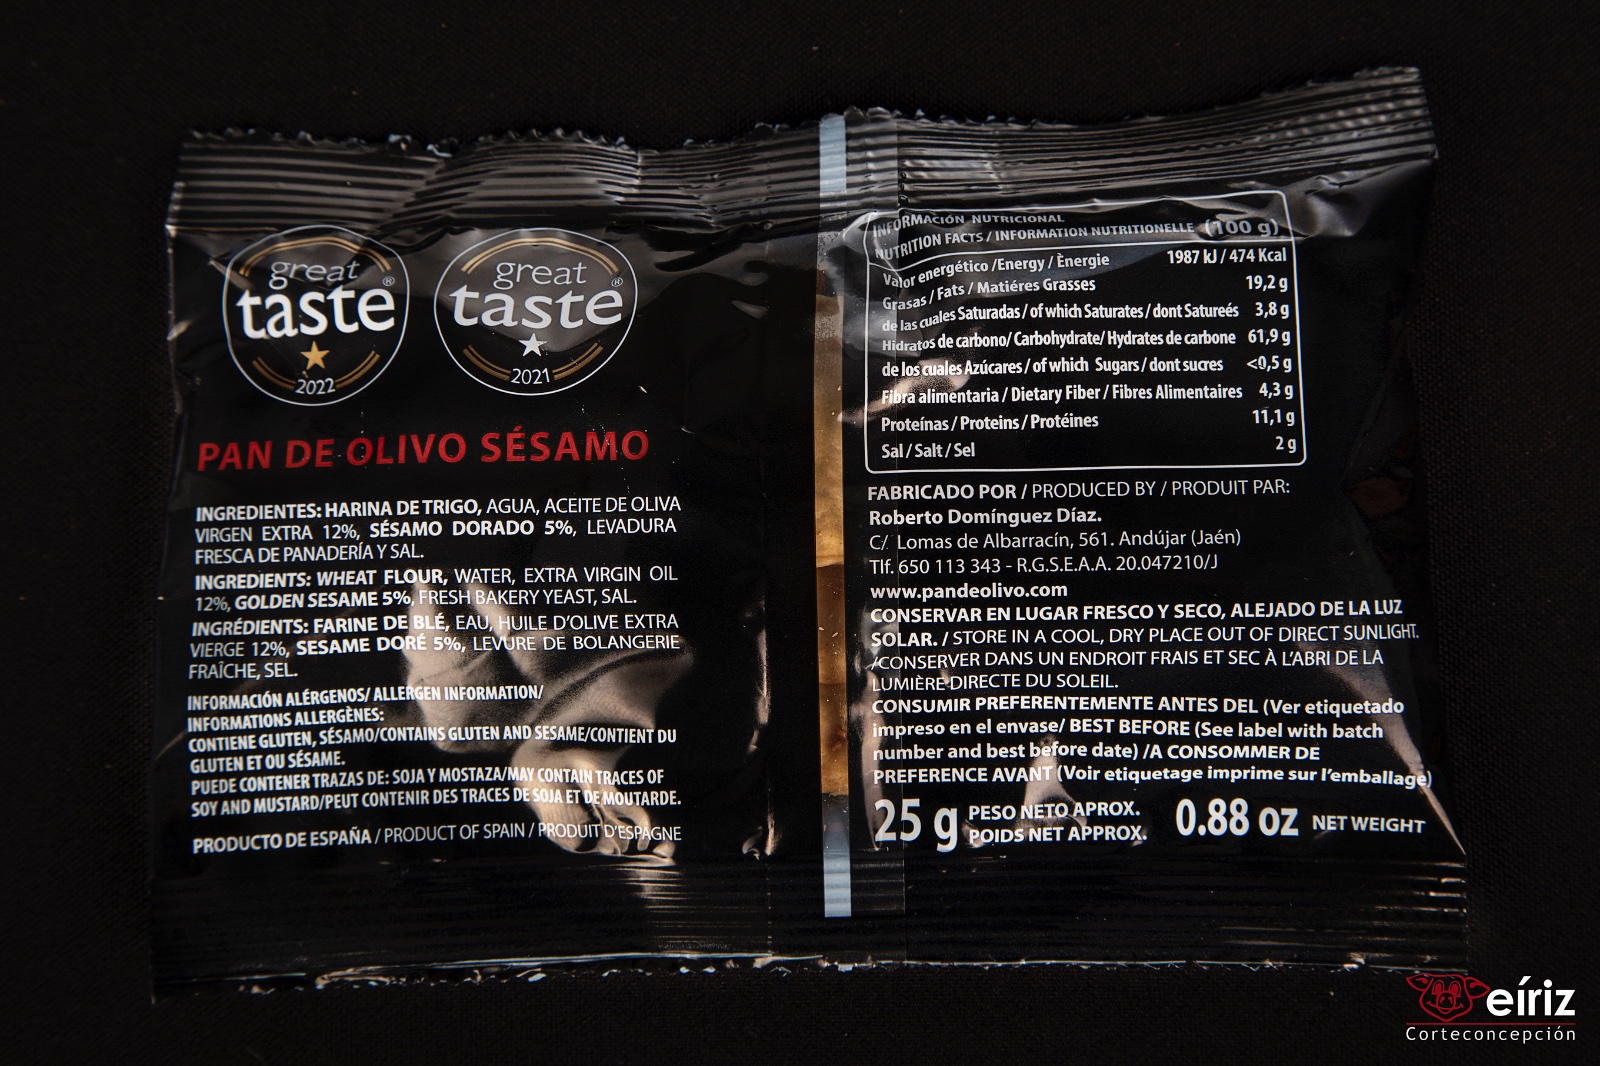 great
taste®
2022
great
taste®
2021
PAN DE OLIVO SÉSAMO
INGREDIENTES: HARINA DE TRIGO, AGUA, ACEITE DE OLIVA
VIRGEN EXTRA 12%, SÉSAMO DORADO 5%, LEVADURA
FRESCA DE PANADERÍA Y SAL.
INGREDIENTS: WHEAT FLOUR, WATER, EXTRA VIRGIN OIL
12%, GOLDEN SESAME 5%, FRESH BAKERY YEAST, SAL.
INGRÉDIENTS: FARINE DE BLÉ, EAU, HUILE D'OLIVE EXTRA
VIERGE 12%, SESAME DORÉ 5%, LEVURE DE BOLANGERIE
FRAÎCHE, SEL.
INFORMACIÓN ALÉRGENOS/ ALLERGEN INFORMATION/
INFORMATIONS ALLERGÈNES:
CONTIENE GLUTEN, SÉSAMO/CONTAINS GLUTEN AND SESAME/CONTIENT DU
GLUTEN ET OU SÉSAME.
PUEDE CONTENER TRAZAS DE: SOJA Y MOSTAZA/MAY CONTAIN TRACES OF
SOY AND MUSTARD/PEUT CONTENIR DES TRACES DE SOJA ET DE MOUTARDE.
PRODUCTO DE ESPAÑA / PRODUCT OF SPAIN / PRODUIT D'ESPAGNE
INFORMACIÓN NUTRICIONAL
NUTRITION FACTS / INFORMATION NUTRITIONELLE (100 g)
Valor energético /Energy / Ènergie 1987 kJ / 474 Kcal
Grasas / Fats / Matiéres Grasses 19,2 g
de las cuales Saturadas / of which Saturates / dont Satureés 3,8 g
Hidratos de carbono/ Carbohydrate/ Hydrates de carbone 61,9 g
de los cuales Azúcares / of which Sugars / dont sucres <0,5 g
Fibra alimentaria / Dietary Fiber / Fibres Alimentaires 4,3 g
Proteínas / Proteins / Protéines 11,1 g
Sal / Salt / Sel 2 g
FABRICADO POR / PRODUCED BY / PRODUIT PAR:
Roberto Domínguez Díaz.
C/ Lomas de Albarracín, 561. Andújar (Jaén)
Tlf. 650 113 343 - R.G.S.E.A.A. 20.047210/J
www.pandeolivo.com
CONSERVAR EN LUGAR FRESCO Y SECO, ALEJADO DE LA LUZ
SOLAR. / STORE IN A COOL, DRY PLACE OUT OF DIRECT SUNLIGHT.
/CONSERVER DANS UN ENDROIT FRAIS ET SEC À L'ABRI DE LA
LUMIÈRE DIRECTE DU SOLEIL.
CONSUMIR PREFERENTEMENTE ANTES DEL (Ver etiquetado
impreso en el envase/ BEST BEFORE (See label with batch
number and best before date) /A CONSOMMER DE
PREFERENCE AVANT (Voir etiquetage imprime sur l'emballage)
25 g PESO NETO APROX.
POIDS NET APPROX.
0.88 oz NET WEIGHT
eíriz
Corteconcepción